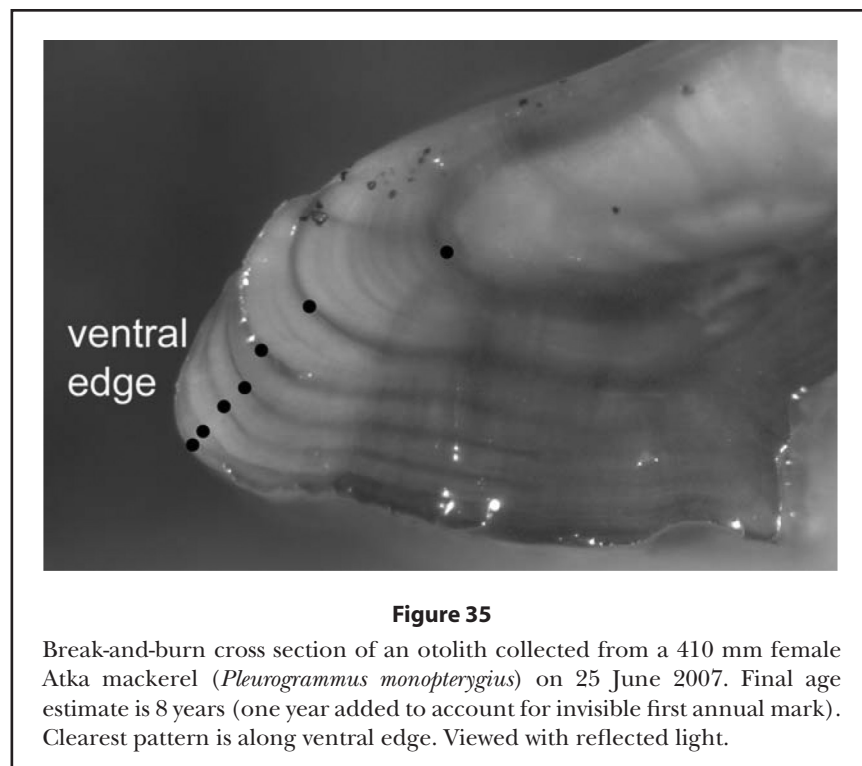 ventral
edge
Figure 35
Break-and-burn cross section of an otolith collected from a 410 mm female
Atka mackerel (Pleurogrammus monopterygius) on 25 June 2007. Final age
estimate is 8 years (one year added to account for invisible first annual mark).
Clearest pattern is along ventral edge. Viewed with reflected light.